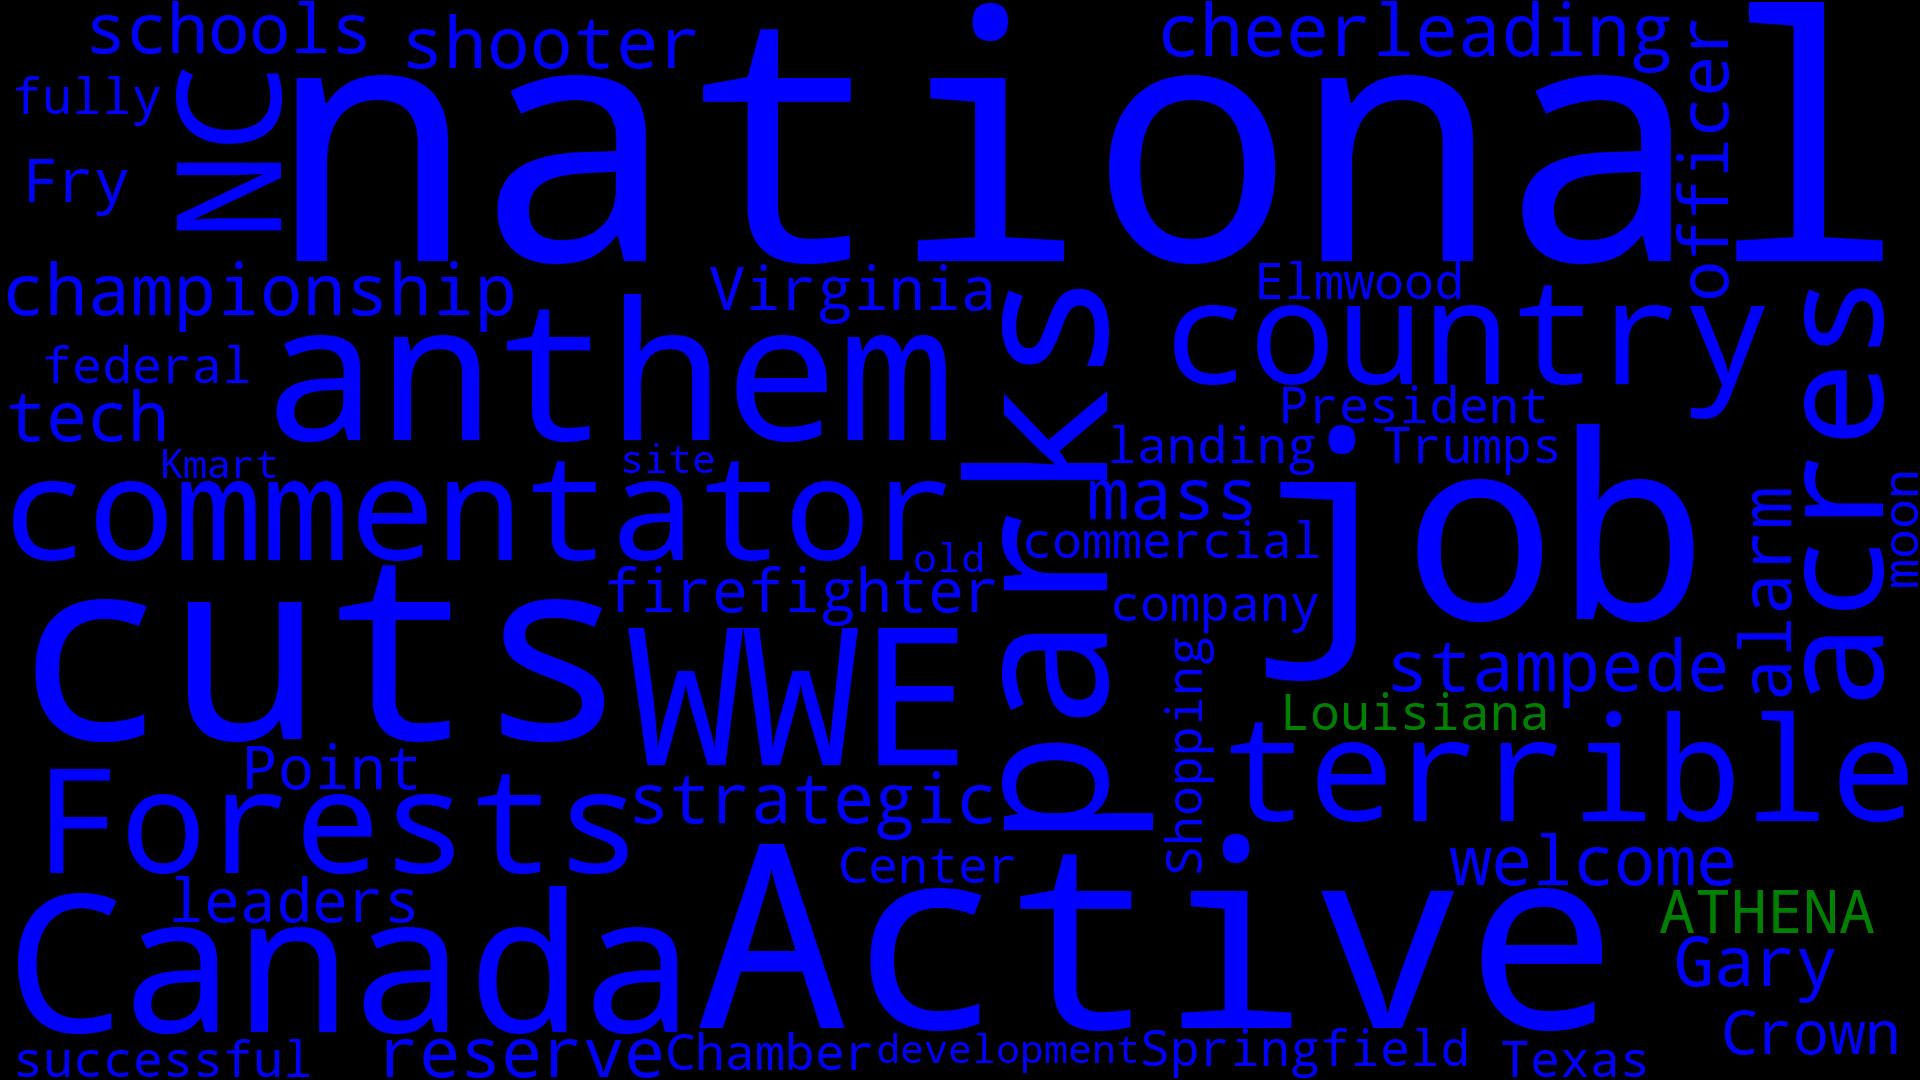 schools
shooter
cheerleading
fully
NC
national
officer
Fry
championship
Virginia
Elmwood
country
federal
anthem
parks
acres
tech
President
Kmart
site
landing
Trumps
commentator
mass
job
moon
old
commercial
alarm
cuts
firefighter
company
WWE
stampede
Shopping
Louisiana
Point
terrible
Forests
strategic
Center
welcome
leaders
ATHENA
Canada
Active
Gary
successful
reserve
Chamber
development
Springfield
Texas
Crown